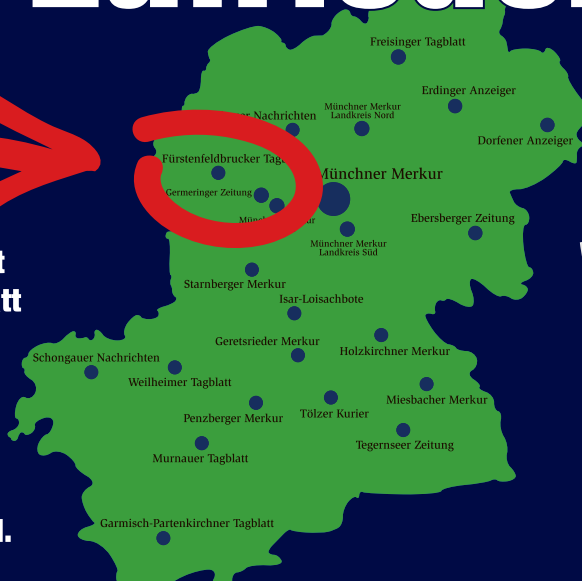 Freisinger Tagblatt
Erdinger Anzeiger
Münchner Merkur
Landkreis Nord
Nachrichten
Dorfener Anzeiger
Fürstenfeldbrucker
Münchner Merkur
Germeringer Zeitung
Ebersberger Zeitung
Münchner Merkur
Landkreis Süd
Starnberger Merkur
Isar-Loisachbote
Geretsrieder Merkur
Holzkirchner Merkur
Schongauer Nachrichten
Weilheimer Tagblatt
Miesbacher Merkur
Penzberger Merkur
Tölzer Kurier
Tegernseer Zeitung
Murnauer Tagblatt
Garmisch-Partenkirchner Tagblatt